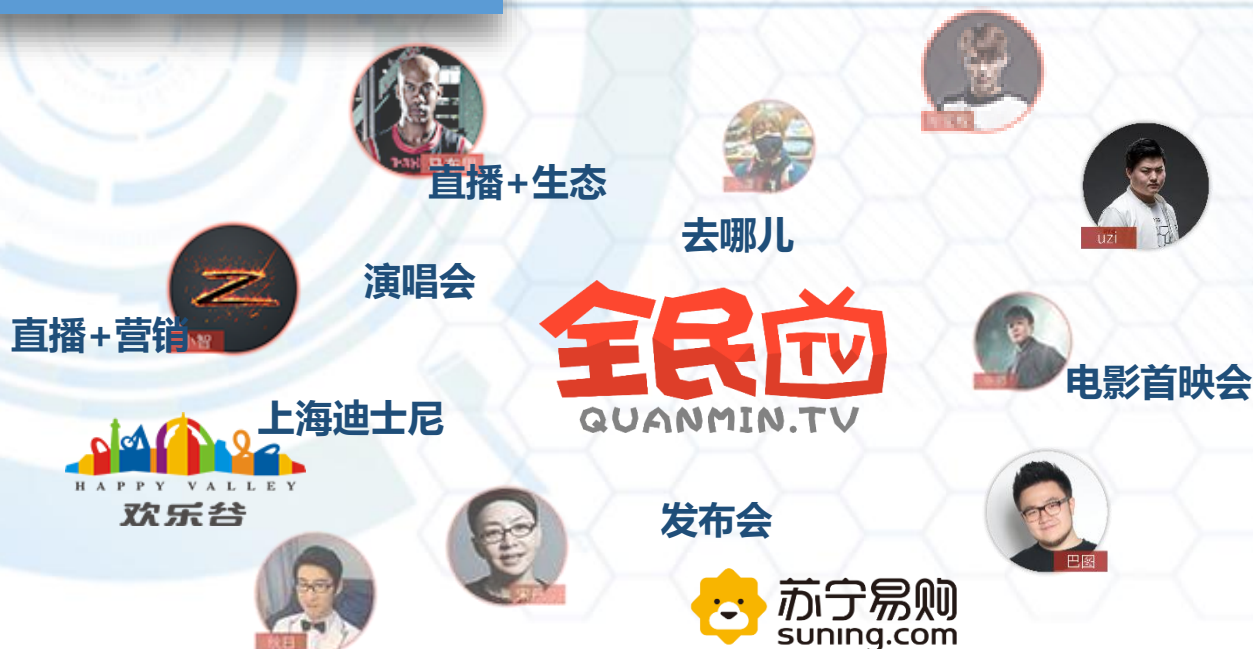 直播+生态
uzi
去哪儿
演唱会
直播+营销
全民TV
QUANMIN.TV
电影首映会
上海迪士尼
HAPPY VALLEY
欢乐谷
发布会
巴图
苏宁易购
suning.com
秋日